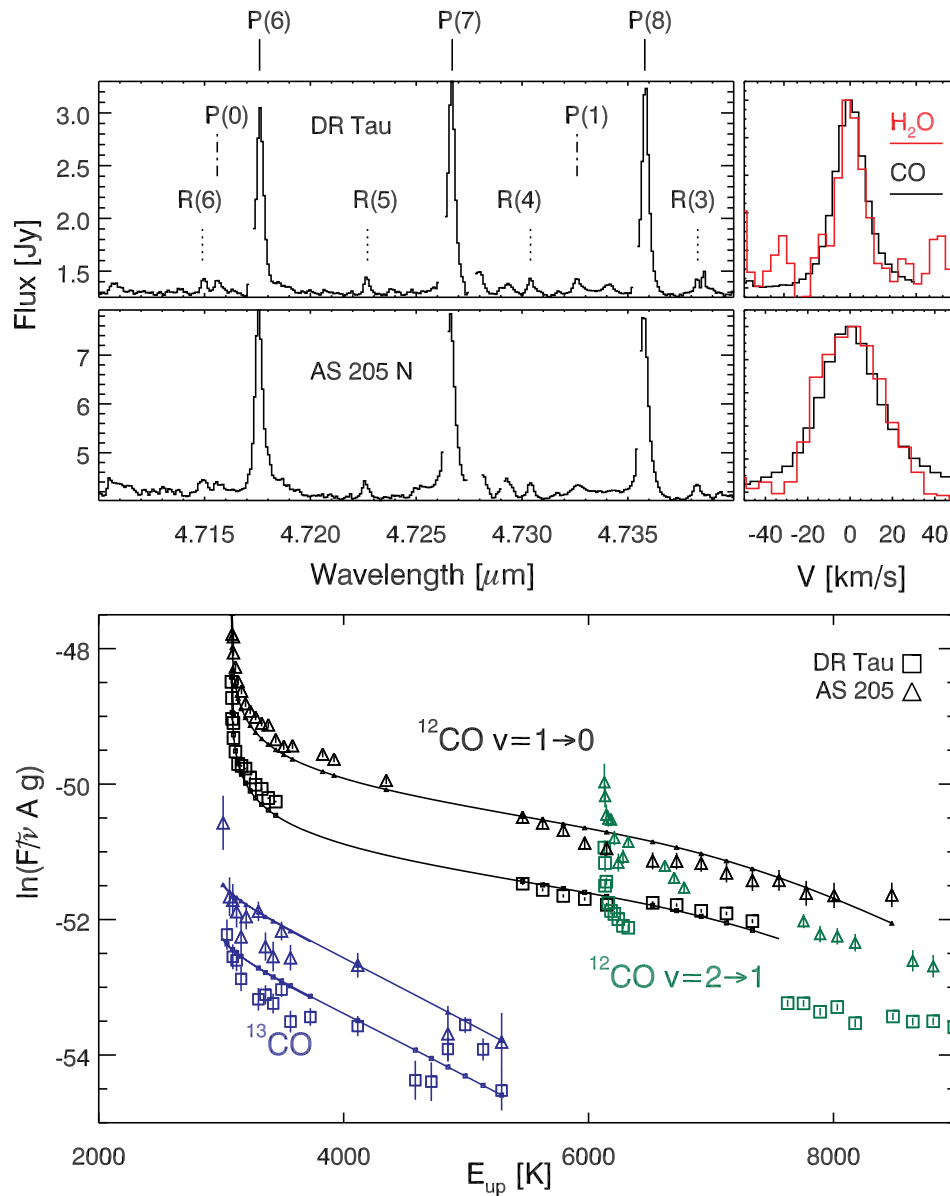 P(6) P(7) P(8)
3.0
2.5
2.0
1.5
P(0) DR Tau P(1)
R(6) R(5) R(4) R(3)
H₂O
CO
Flux [Jy]
7
6
5
AS 205 N
4.715 4.720 4.725 4.730 4.735
-40 -20 0 20 40
Wavelength [μm] V [km/s]
-48
-50
-52
-54
ln(F/ν̃ A g)
DR Tau
AS 205
¹²CO v=1→0
¹²CO v=2→1
¹³CO
2000 4000 6000 8000
E_up [K]